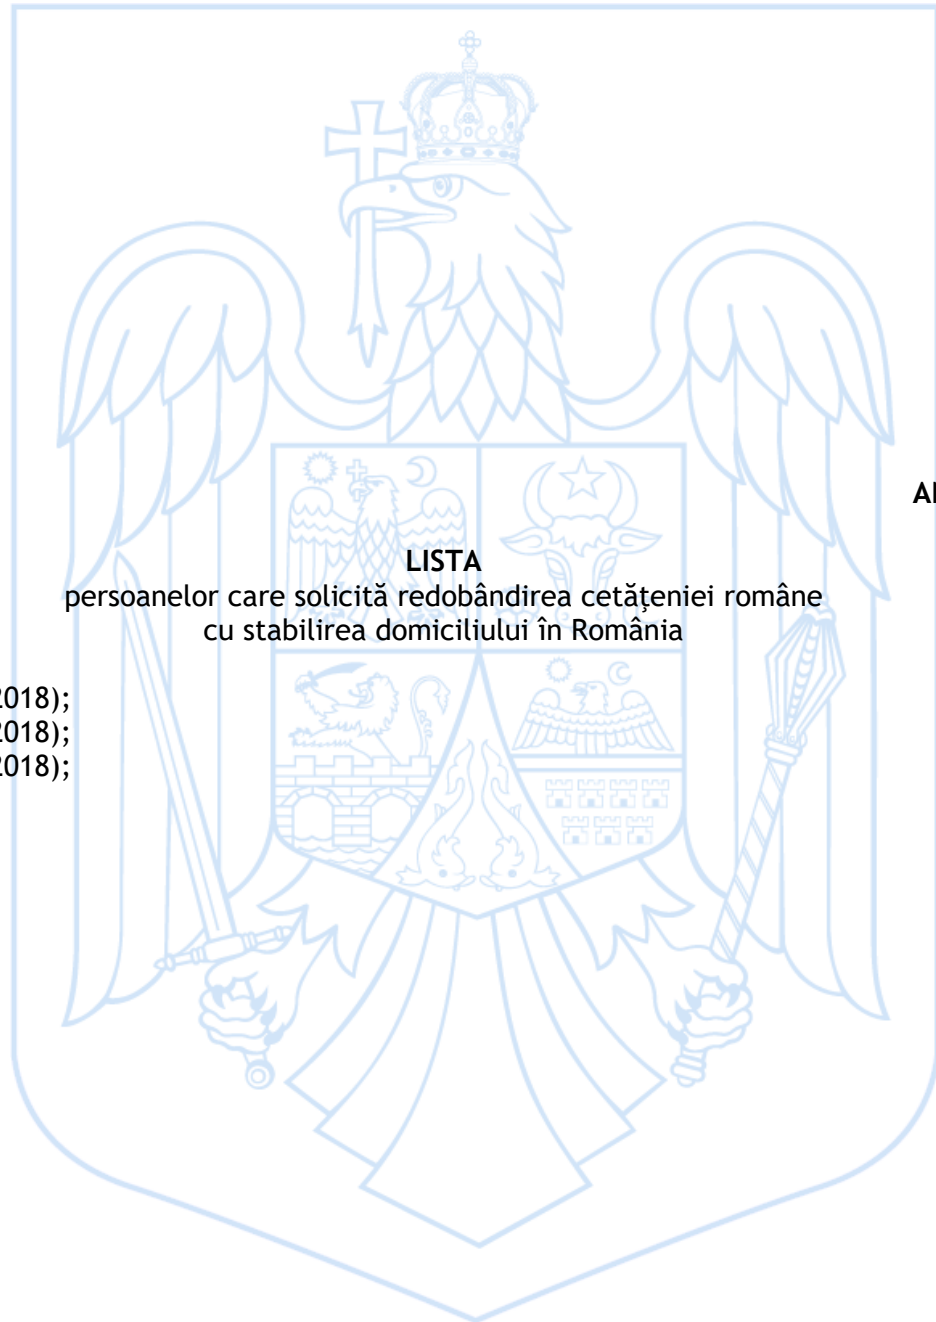 LISTA
persoanelor care solicită redobândirea cetăţeniei române
cu stabilirea domiciliului în România
2018);
2018);
2018);